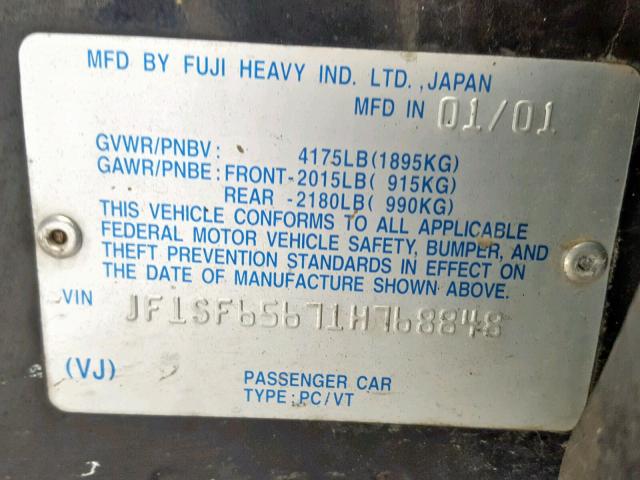 MFD BY FUJI HEAVY IND. LTD., JAPAN
MFD IN 01/01
GVWR/PNBV: 4175LB(1895KG)
GAWR/PNBE: FRONT-2015LB( 915KG)
REAR -2180LB( 990KG)
THIS VEHICLE CONFORMS TO ALL APPLICABLE
FEDERAL MOTOR VEHICLE SAFETY, BUMPER, AND
THEFT PREVENTION STANDARDS IN EFFECT ON
THE DATE OF MANUFACTURE SHOWN ABOVE.
VIN JF1SF65671H768848
(VJ) PASSENGER CAR
TYPE: PC/VT